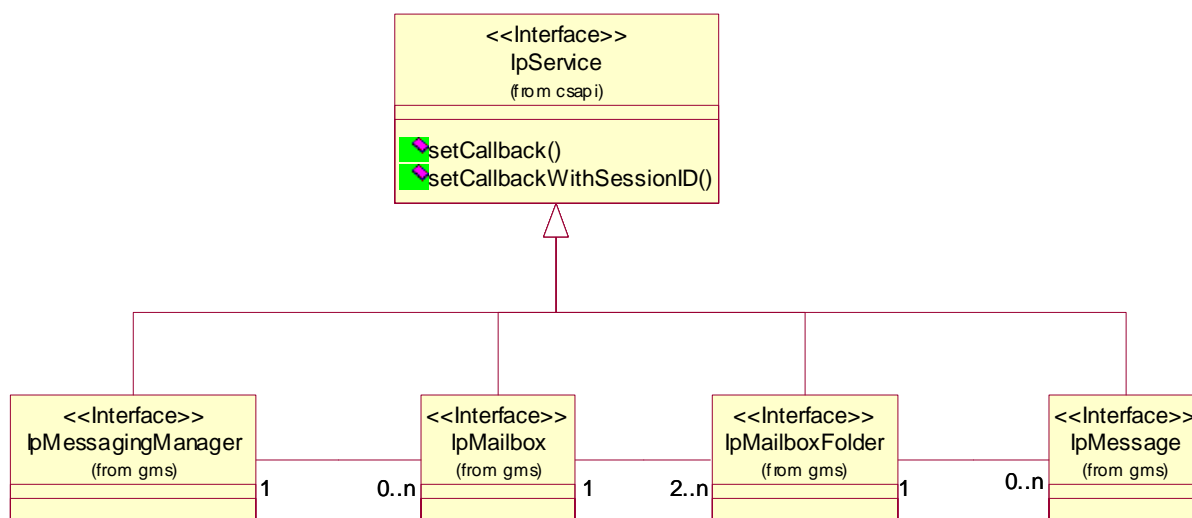 <<Interface>>
IpService
(from csapi)
setCallback()
setCallbackWithSessionID()
<<Interface>>
IpMessagingManager
(from gms)
<<Interface>>
IpMailbox
(from gms)
<<Interface>>
IpMailboxFolder
(from gms)
<<Interface>>
IpMessage
(from gms)
1
0..n
1
2..n
1
0..n